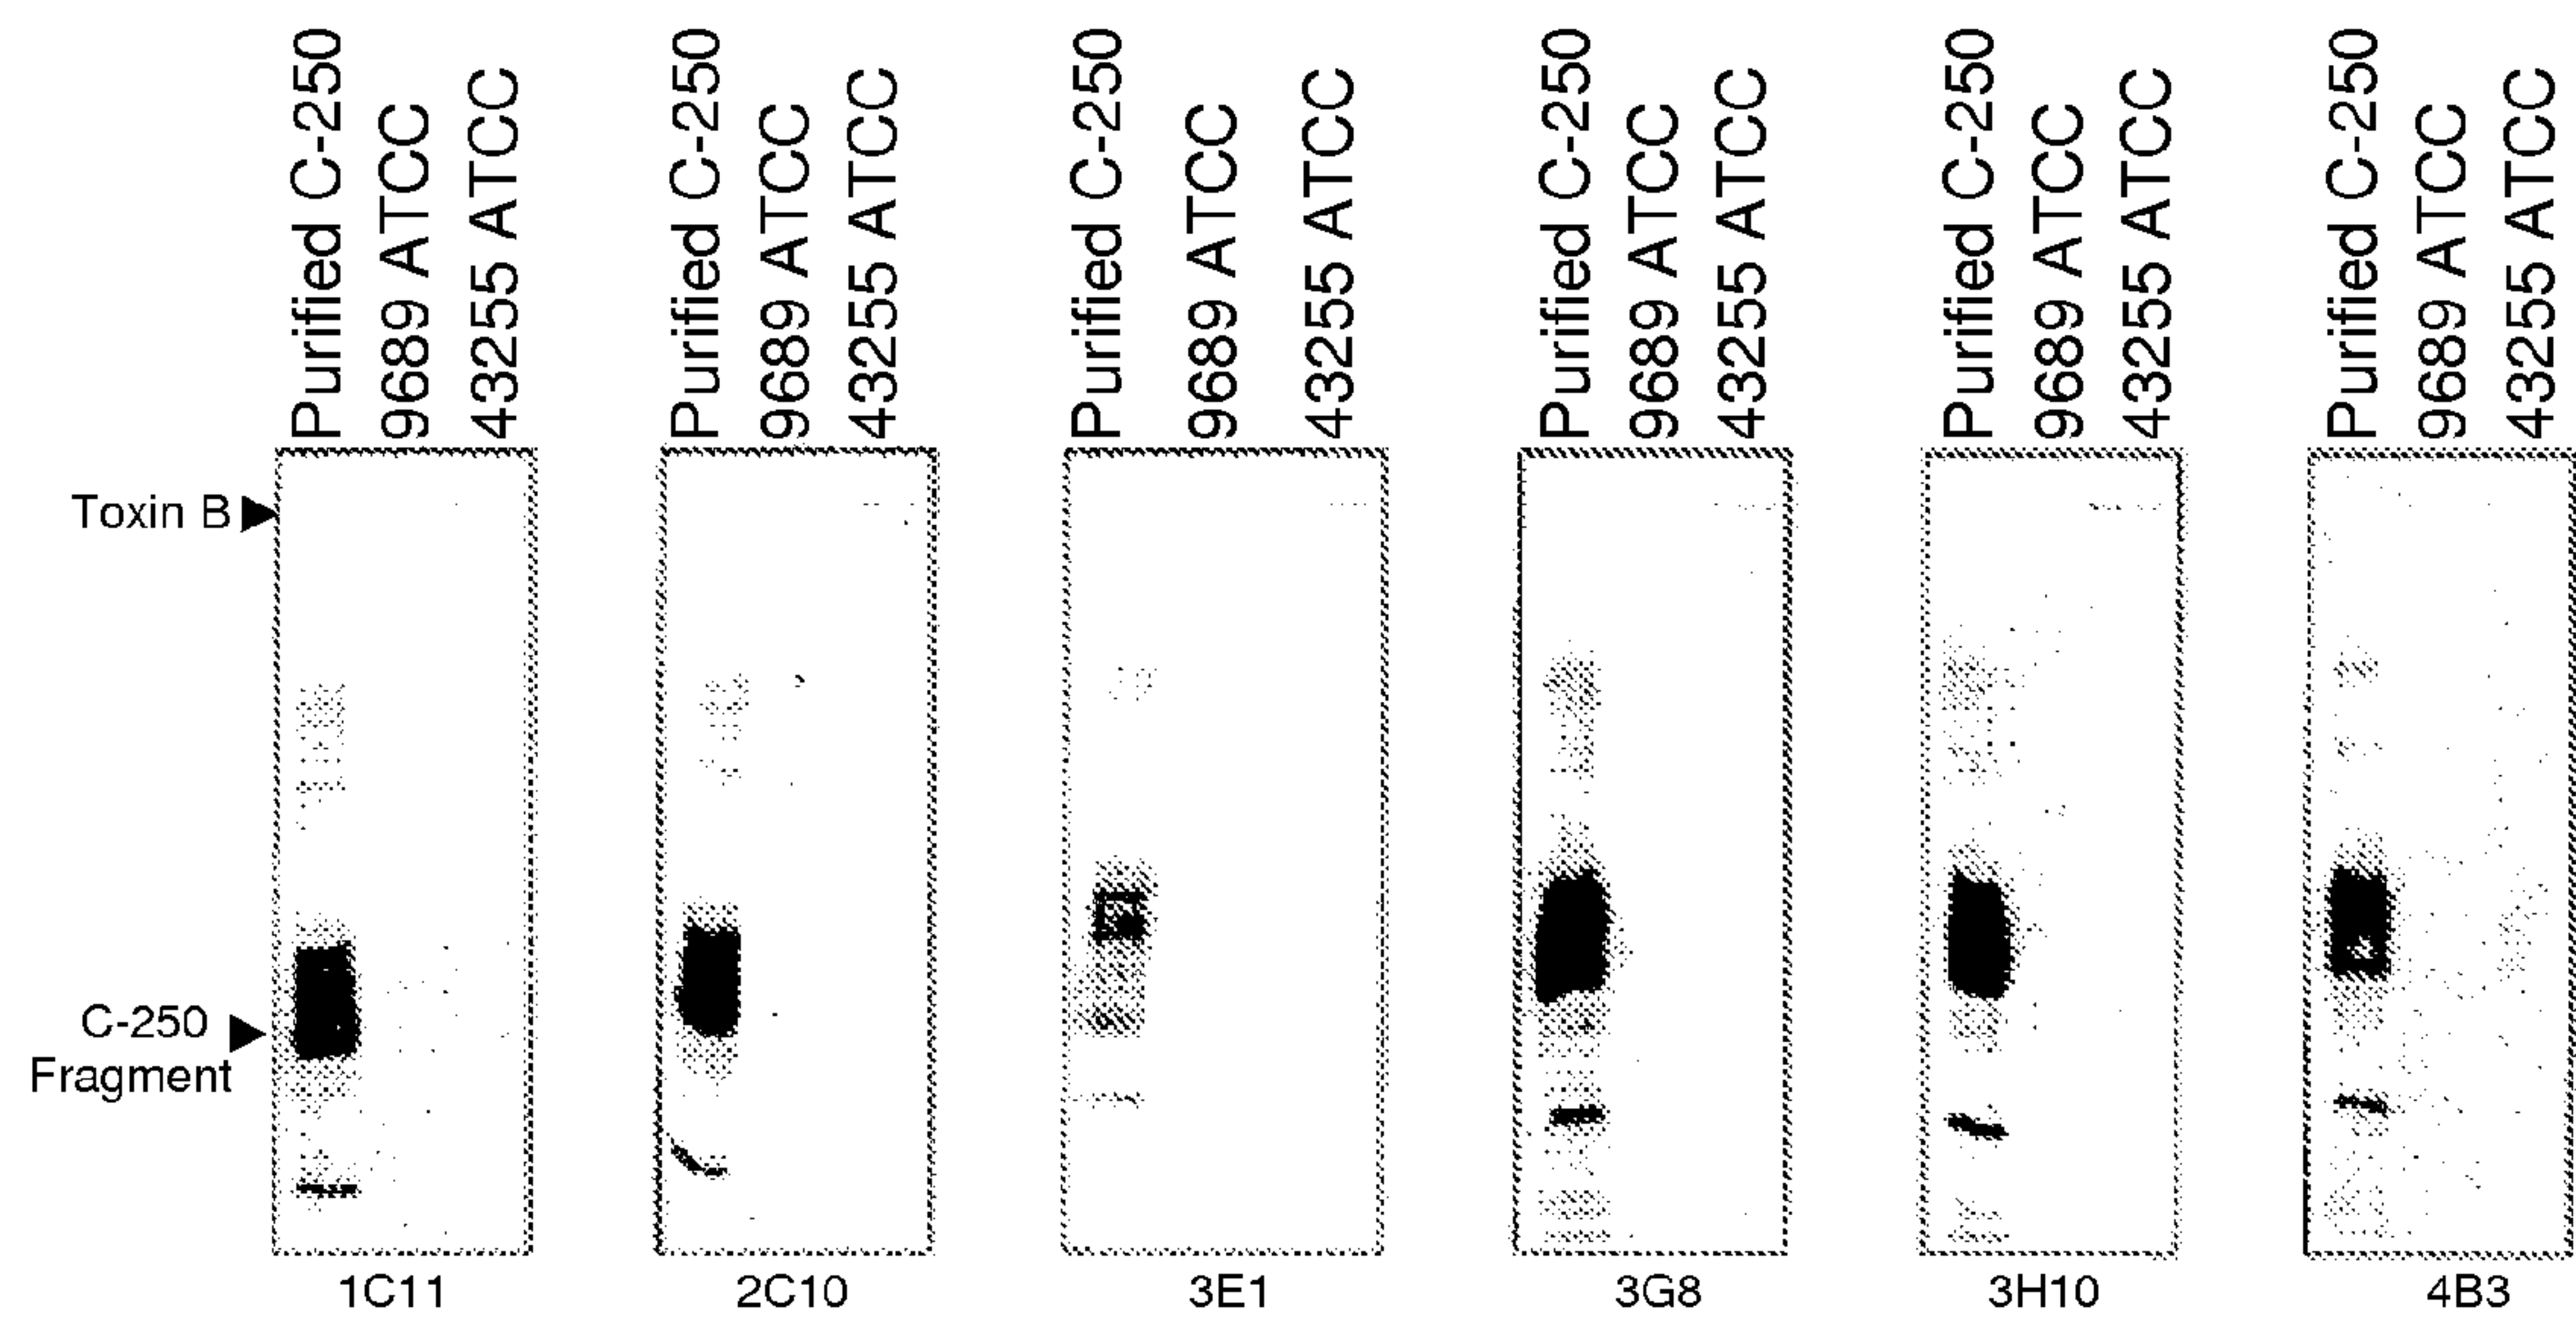 Purified C-250
9689 ATCC
43255 ATCC
Purified C-250
9689 ATCC
43255 ATCC
Purified C-250
9689 ATCC
43255 ATCC
Purified C-250
9689 ATCC
43255 ATCC
Purified C-250
9689 ATCC
43255 ATCC
Purified C-250
9689 ATCC
43255 ATCC
Toxin B
C-250
Fragment
1C11
2C10
3E1
3G8
3H10
4B3